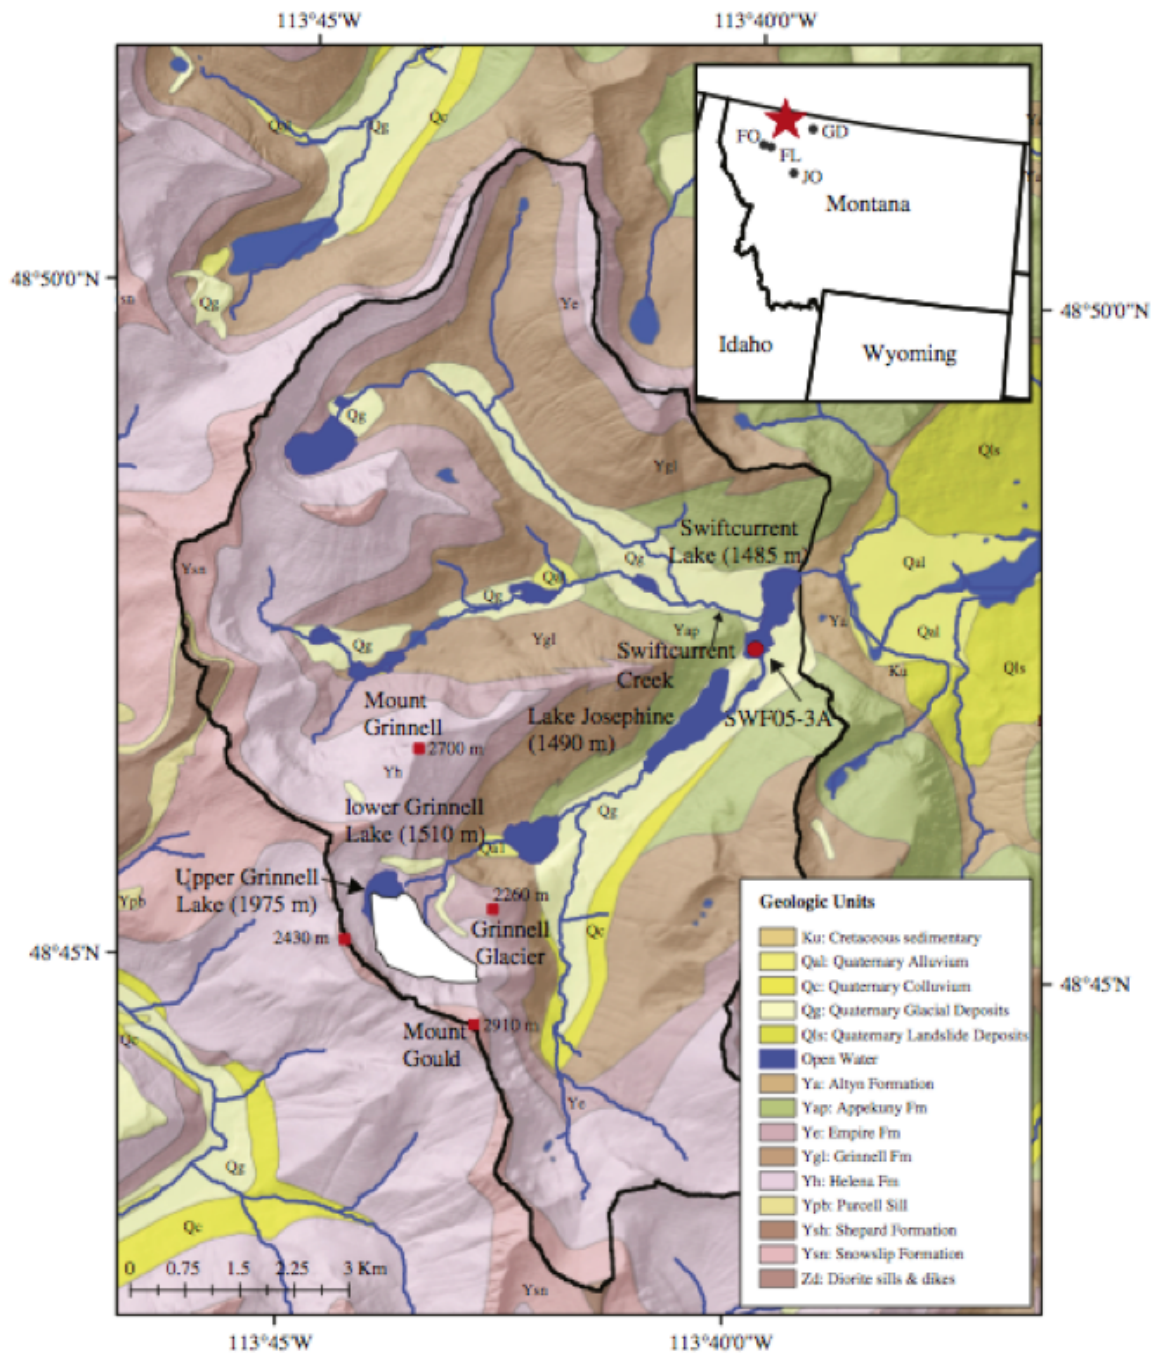 113°45'W
113°40'0"W
Qal
Qg
Qc
FO
GD
FL
JO
Montana
Idaho
Wyoming
48°50'0"N
48°50'0"N
sn
Qg
Ye
Qg
Ygl
Qls
Swiftcurrent
Lake (1485 m)
Qg
Qal
Ysn
Qg
Qg
Qal
Ygl
Yap
Qg
Ya
Swiftcurrent
Creek
Ku
Qls
Mount
Grinnell
2700 m
Lake Josephine
(1490 m)
SWF05-3A
Yh
lower Grinnell
Lake (1510 m)
Qg
Qal
Upper Grinnell
Lake (1975 m)
Ypb
2260 m
Grinnell
Glacier
2430 m
Qc
48°45'N
48°45'N
Mount
Gould
2910 m
Qc
Ye
Qg
Qc
Ysn
0 0.75 1.5 2.25 3 Km
Geologic Units
Ku: Cretaceous sedimentary
Qal: Quaternary Alluvium
Qc: Quaternary Colluvium
Qg: Quaternary Glacial Deposits
Qls: Quaternary Landslide Deposits
Open Water
Ya: Altyn Formation
Yap: Appekuny Fm
Ye: Empire Fm
Ygl: Grinnell Fm
Yh: Helena Fm
Ypb: Purcell Sill
Ysh: Shepard Formation
Ysn: Snowslip Formation
Zd: Diorite sills & dikes
113°45'W
113°40'0"W